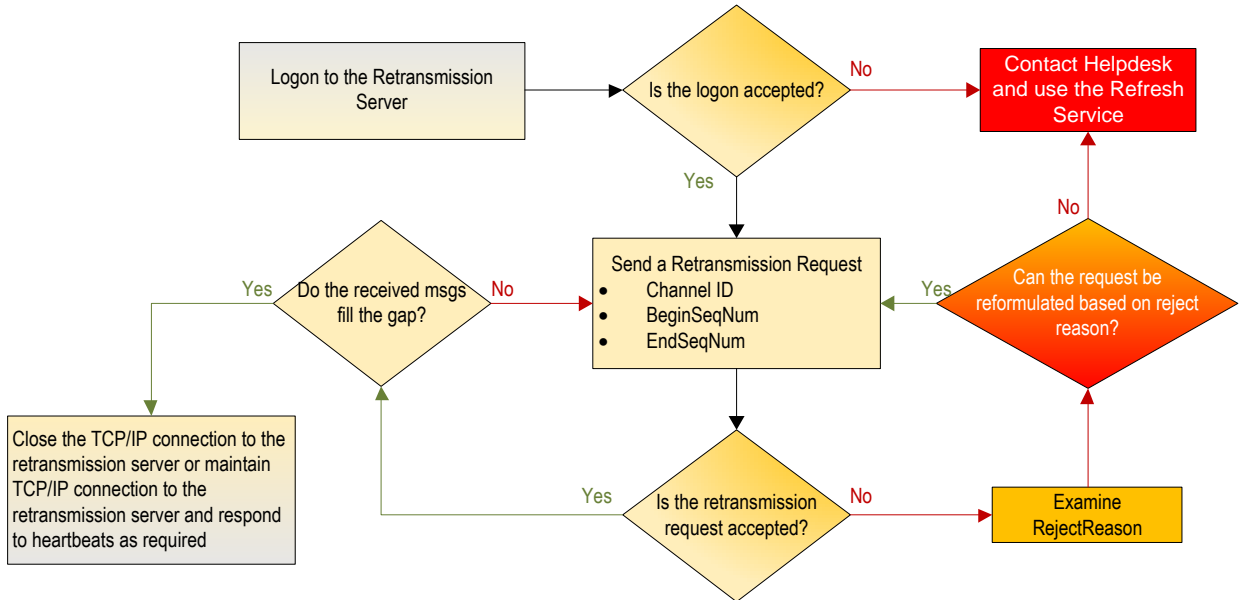 Logon to the Retransmission
Server
Is the logon accepted?
No
Contact Helpdesk
and use the Refresh
Service
Yes
No
Send a Retransmission Request
• Channel ID
• BeginSeqNum
• EndSeqNum
Yes
Do the received msgs
fill the gap?
No
Yes
Can the request be
reformulated based on reject
reason?
Close the TCP/IP connection to the
retransmission server or maintain
TCP/IP connection to the
retransmission server and respond
to heartbeats as required
Yes
Is the retransmission
request accepted?
No
Examine
RejectReason